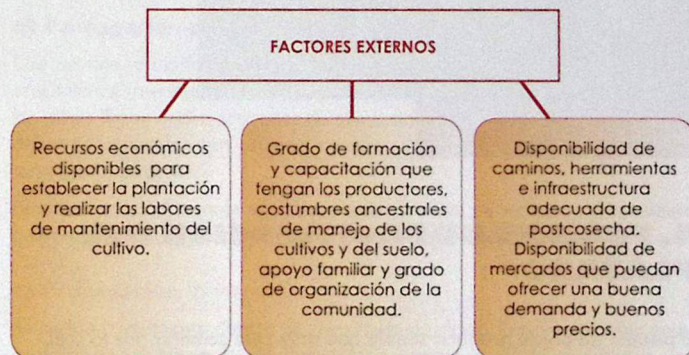 FACTORES EXTERNOS
Recursos económicos
disponibles para
establecer la plantación
y realizar las labores
de mantenimiento del
cultivo.
Grado de formación
y capacitación que
tengan los productores,
costumbres ancestrales
de manejo de los
cultivos y del suelo,
apoyo familiar y grado
de organización de la
comunidad.
Disponibilidad de
caminos, herramientas
e infraestructura
adecuada de
postcosecha.
Disponibilidad de
mercados que puedan
ofrecer una buena
demanda y buenos
precios.